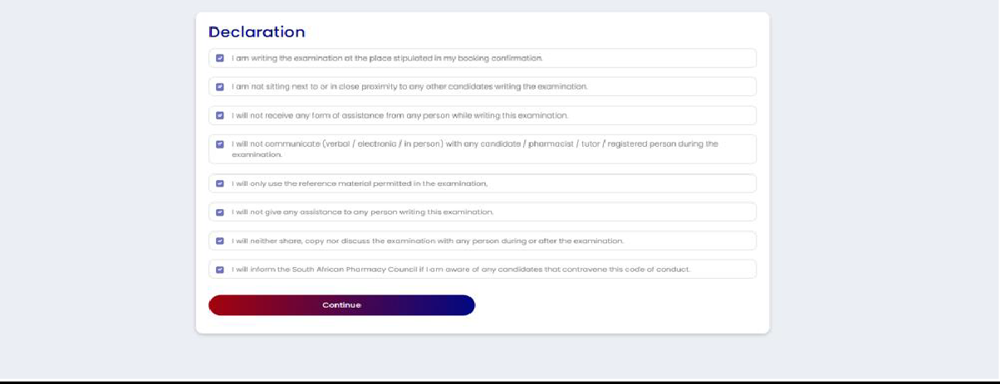 Declaration
I am writing the examination at the place stipulated in my booking confirmation.
I am not sitting next to or in close proximity to any other candidates writing the examination.
I will not receive any form of assistance from any person while writing this examination.
I will not communicate (verbal / electronic / in person) with any candidate / pharmacist / tutor / registered person during the
examination.
I will only use the reference material permitted in the examination,
I will not give any assistance to any person writing this examination.
I will neither share, copy nor discuss the examination with any person during or after the examination.
I will inform the South African Pharmacy Council if I am aware of any candidates that contravene this code of conduct.
Continue